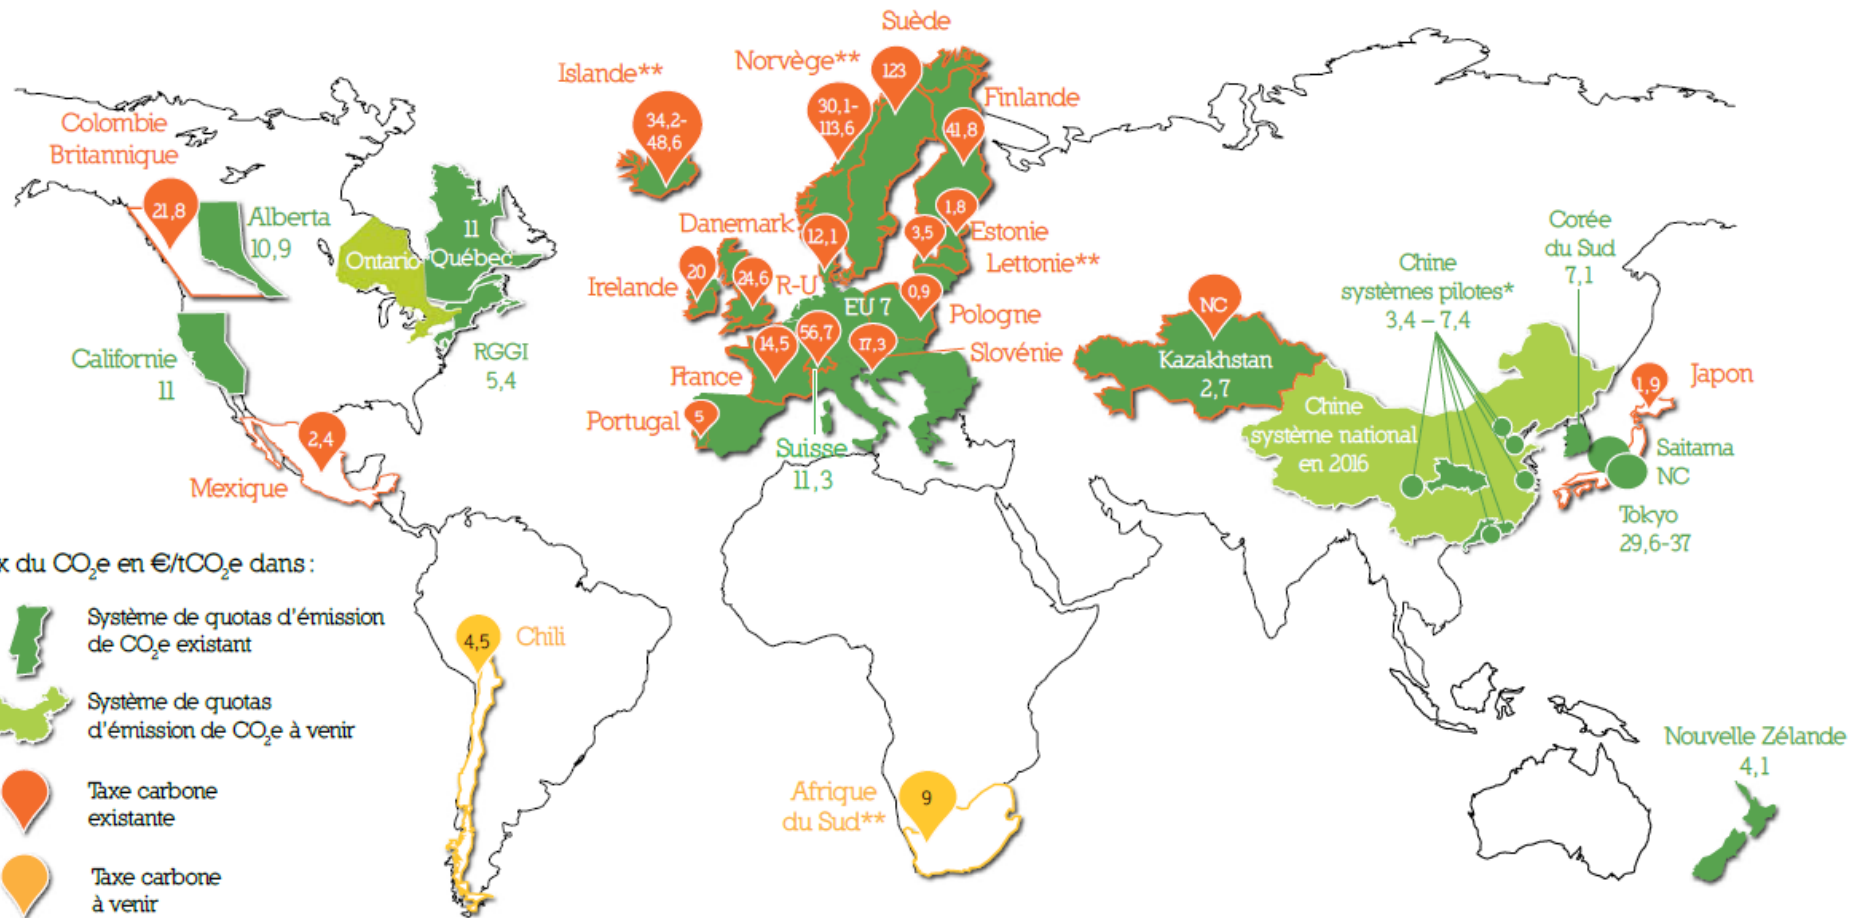 Suède
123
Norvège**
30,1-
113,6
Islande**
34,2-
48,6
Finlande
41,8
Colombie
Britannique
21,8
Alberta
10,9
Ontario
11
Québec
Californie
11
RGGI
5,4
Mexique
2,4
Danemark
12,1
1,8
Estonie
3,5
Lettonie**
Irelande
20
24,6
R-U
EU 7
0,9
Pologne
14,5
56,7
17,3
Slovénie
France
Portugal
5
Suisse
11,3
NC
Kazakhstan
2,7
Chine
systèmes pilotes*
3,4 – 7,4
Corée
du Sud
7,1
Chine
système national
en 2016
1,9
Japon
Saitama
NC
Tokyo
29,6-37
Nouvelle Zélande
4,1
4,5
Chili
Afrique
du Sud**
9
x du CO₂e en €/tCO₂e dans :
Système de quotas d'émission
de CO₂e existant
Système de quotas
d'émission de CO₂e à venir
Taxe carbone
existante
Taxe carbone
à venir